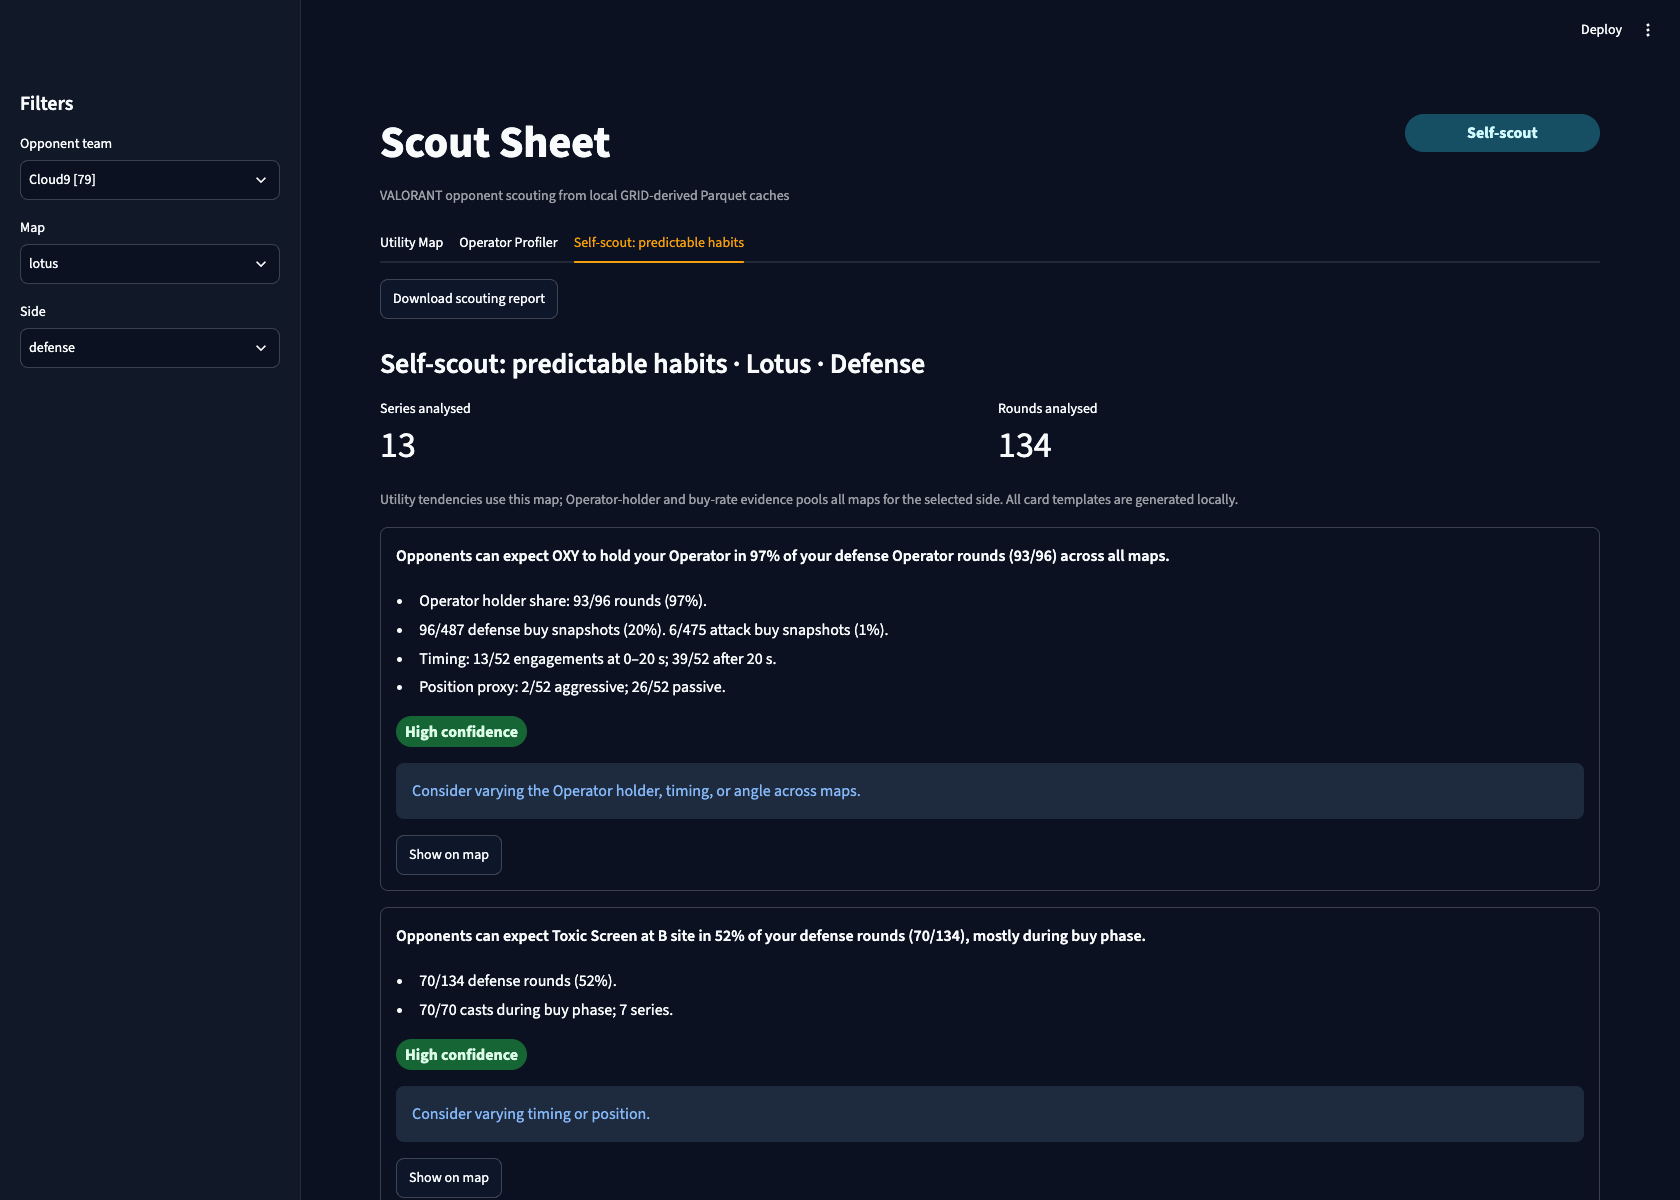 Deploy
Filters
Opponent team
Cloud9 [79]
Map
lotus
Side
defense
Scout Sheet
Self-scout
VALORANT opponent scouting from local GRID-derived Parquet caches
Utility Map
Operator Profiler
Self-scout: predictable habits
Download scouting report
Self-scout: predictable habits · Lotus · Defense
Series analysed
13
Rounds analysed
134
Utility tendencies use this map; Operator-holder and buy-rate evidence pools all maps for the selected side. All card templates are generated locally.
Opponents can expect OXY to hold your Operator in 97% of your defense Operator rounds (93/96) across all maps.
• Operator holder share: 93/96 rounds (97%).
• 96/487 defense buy snapshots (20%). 6/475 attack buy snapshots (1%).
• Timing: 13/52 engagements at 0–20 s; 39/52 after 20 s.
• Position proxy: 2/52 aggressive; 26/52 passive.
High confidence
Consider varying the Operator holder, timing, or angle across maps.
Show on map
Opponents can expect Toxic Screen at B site in 52% of your defense rounds (70/134), mostly during buy phase.
• 70/134 defense rounds (52%).
• 70/70 casts during buy phase; 7 series.
High confidence
Consider varying timing or position.
Show on map